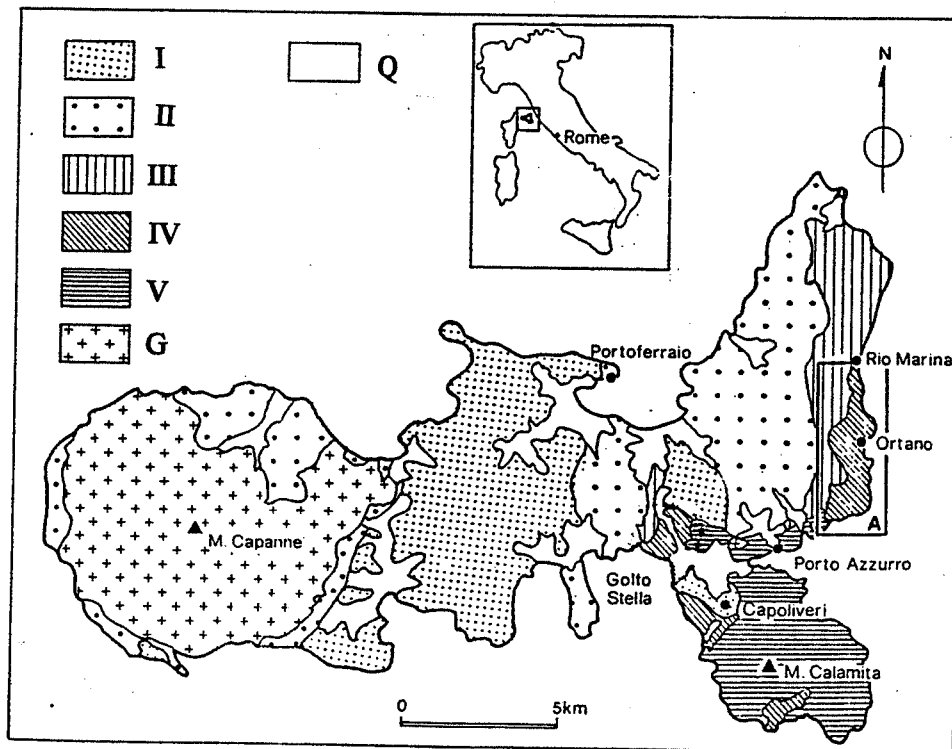 I
II
III
IV
V
G
Q
Rome
N
Portoferraio
Rio Marina
Ortano
A
M. Capanne
Golfo
Stella
Porto Azzurro
Capoliveri
M. Calamita
0 5km